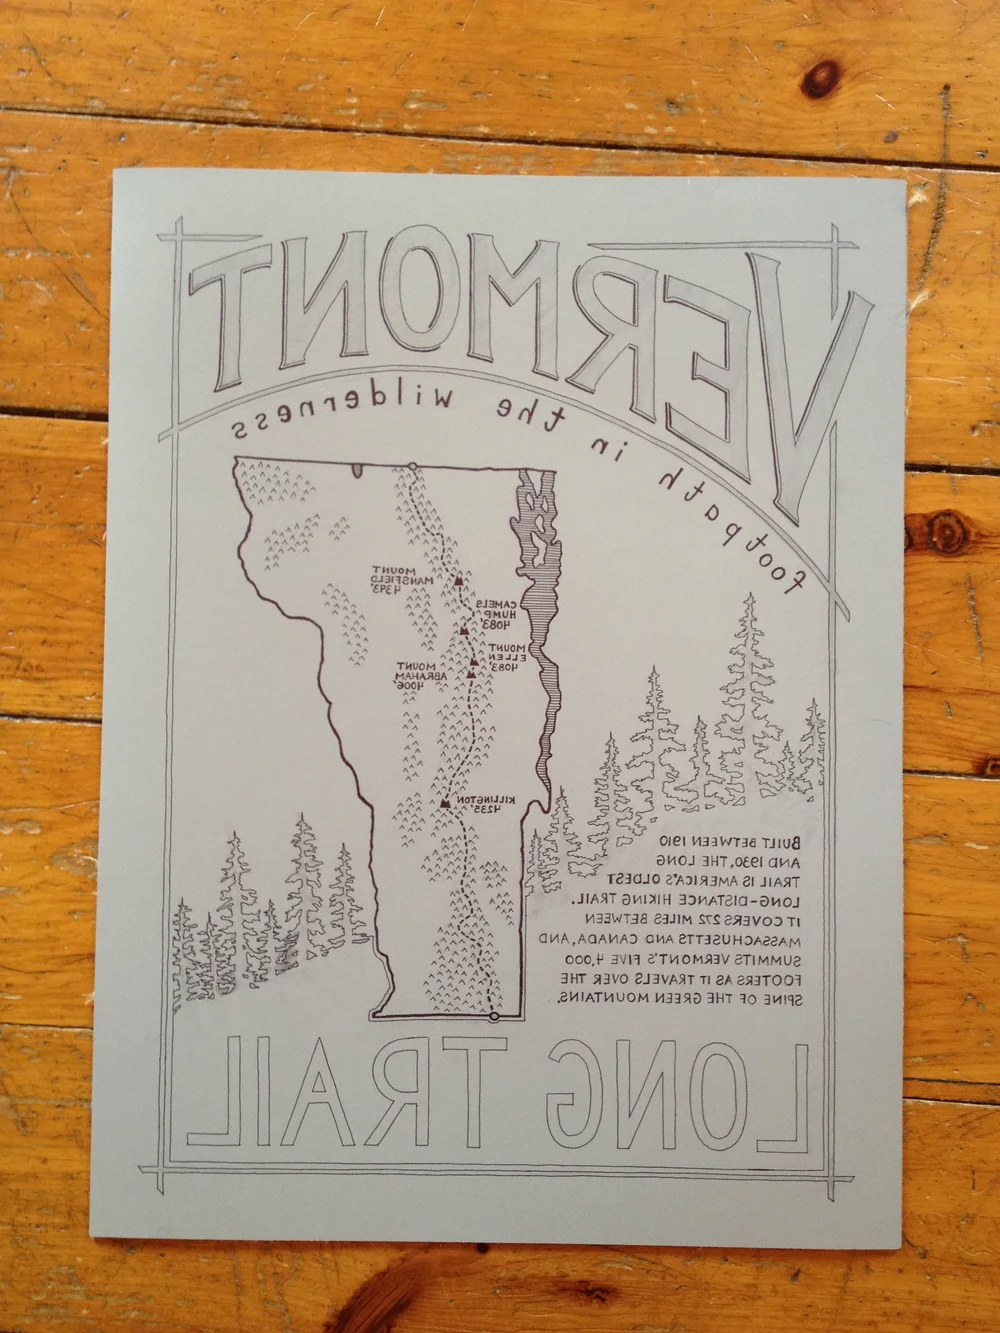 VERMONT
footpath in the wilderness
MOUNT
MANSFIELD
4393'
CAMELS
HUMP
4083'
MOUNT
ELLEN
4083'
MOUNT
ABRAHAM
4006'
KILLINGTON
4235'
BUILT BETWEEN 1910
AND 1930, THE LONG
TRAIL IS AMERICA'S OLDEST
LONG-DISTANCE HIKING TRAIL.
IT COVERS 272 MILES BETWEEN
MASSACHUSETTS AND CANADA, AND
SUMMITS VERMONT'S FIVE 4,000
FOOTERS AS IT TRAVELS OVER THE
SPINE OF THE GREEN MOUNTAINS.
LONG TRAIL